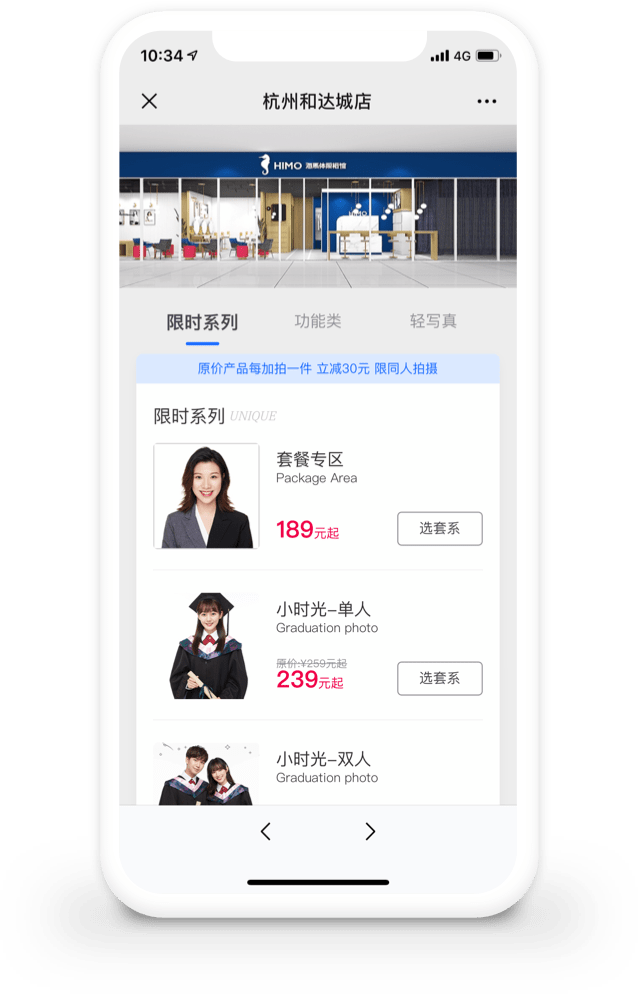 10:34
4G
杭州和达城店
HIMO 海马体照相馆
限时系列
功能类
轻写真
原价产品每加拍一件 立减30元 限同人拍摄
限时系列 UNIQUE
套餐专区
Package Area
189元起
选套系
小时光-单人
Graduation photo
原价:¥259元起
239元起
选套系
小时光-双人
Graduation photo